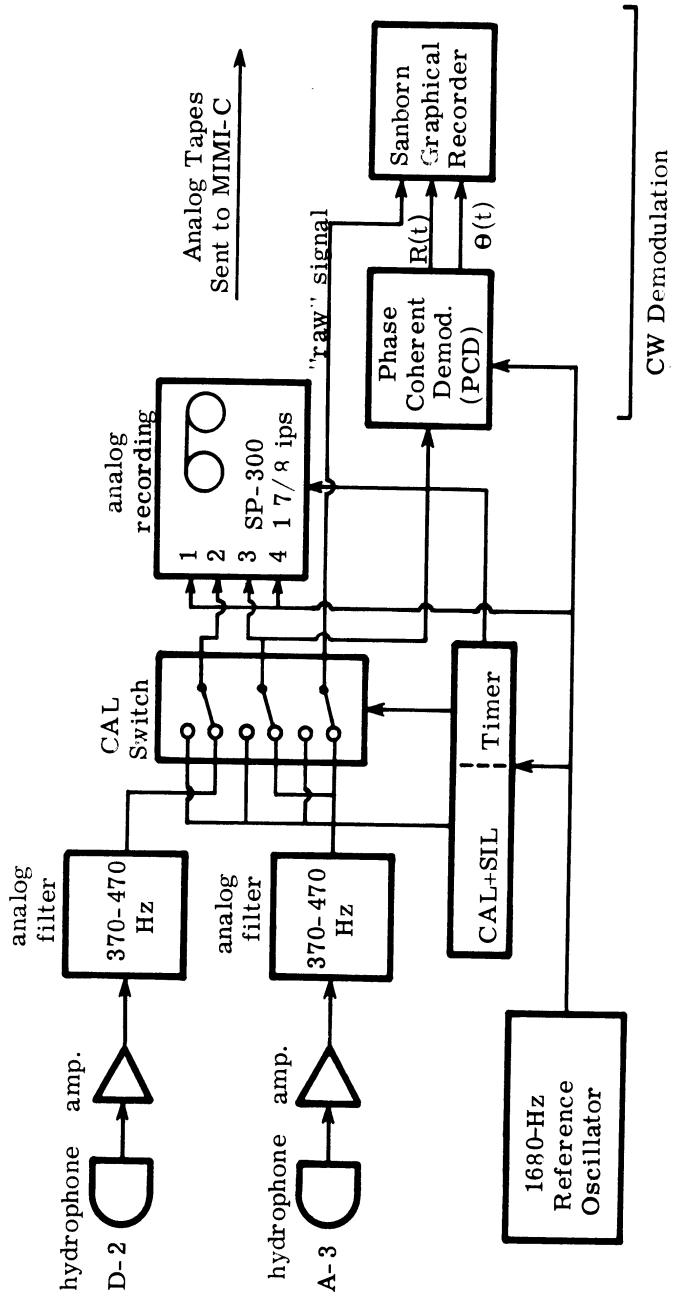 hydrophone
D-2
amp.
analog
filter
370-470
Hz
hydrophone
A-3
amp.
analog
filter
370-470
Hz
CAL
Switch
analog
recording
1
2
3
4
SP-300
1 7/8 ips
Analog Tapes
Sent to MIMI-C
"raw" signal
R(t)
Θ(t)
Sanborn
Graphical
Recorder
Phase
Coherent
Demod.
(PCD)
CAL+SIL
Timer
1680-Hz
Reference
Oscillator
CW Demodulation